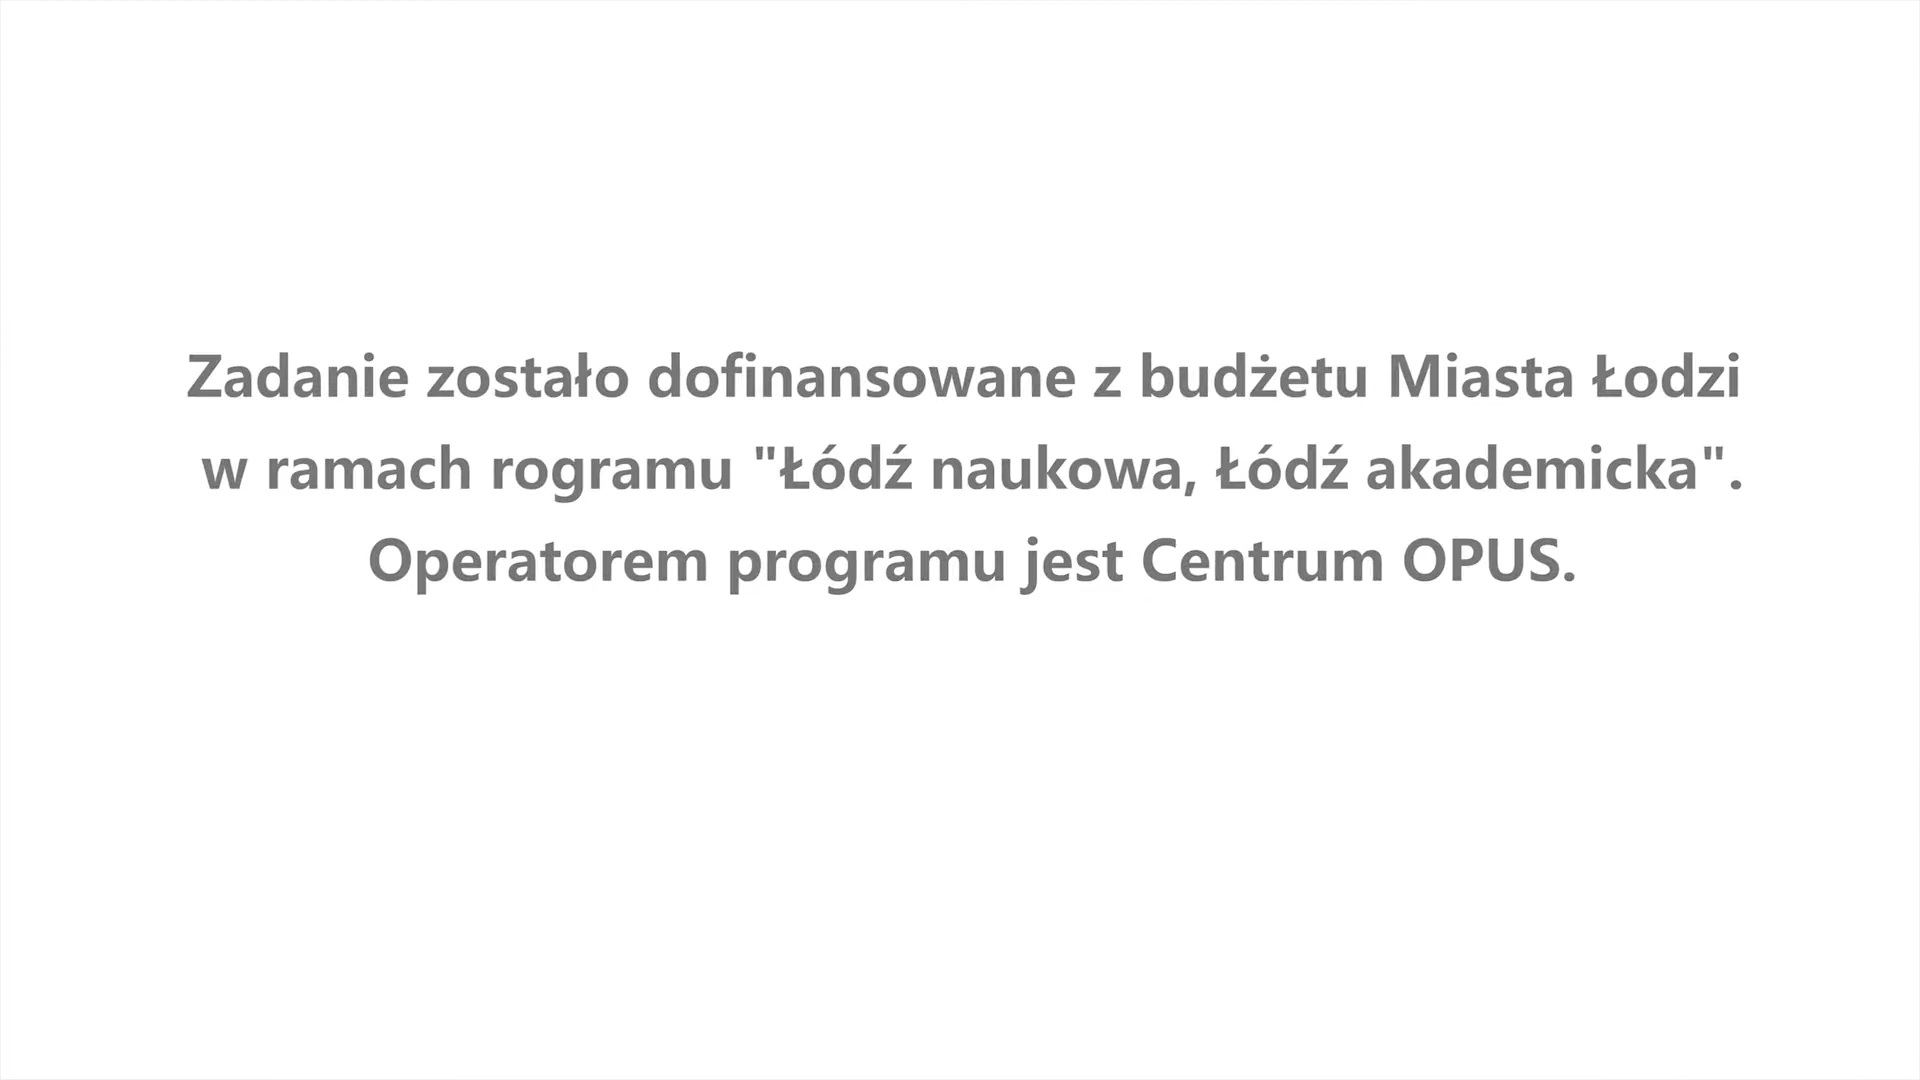 Zadanie zostało dofinansowane z budżetu Miasta Łodzi
w ramach rogramu "Łódź naukowa, Łódź akademicka".
Operatorem programu jest Centrum OPUS.